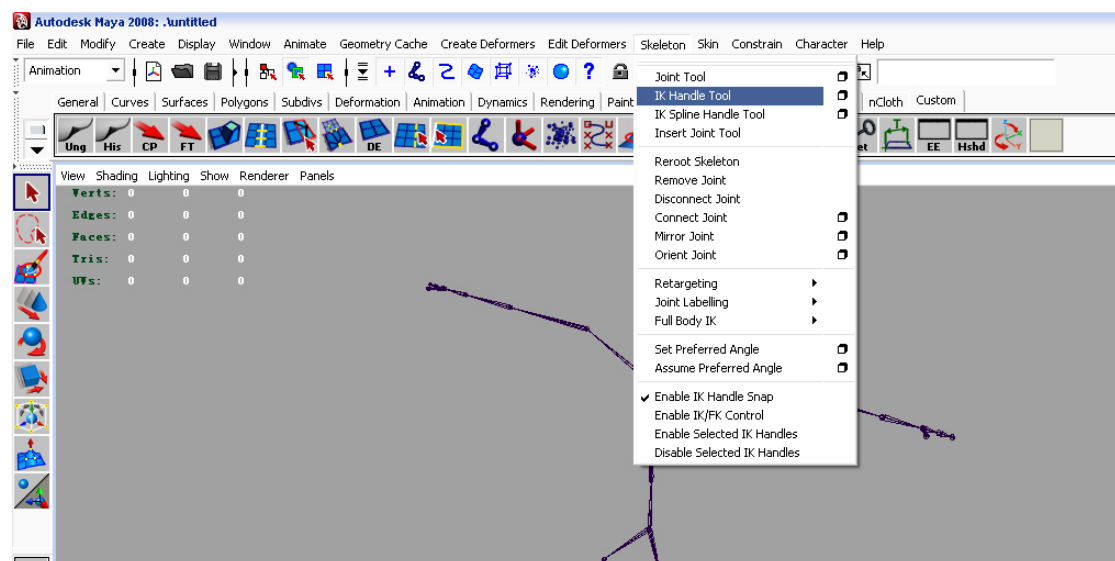 Autodesk Maya 2008: .\untitled
File Edit Modify Create Display Window Animate Geometry Cache Create Deformers Edit Deformers Skeleton Skin Constrain Character Help
Animation
General Curves Surfaces Polygons Subdivs Deformation Animation Dynamics Rendering Paint nCloth Custom
Ung His CP FT DE et EE Hshd
View Shading Lighting Show Renderer Panels
Verts: 0 0 0
Edges: 0 0 0
Faces: 0 0 0
Tris: 0 0 0
UVs: 0 0 0
Joint Tool
IK Handle Tool
IK Spline Handle Tool
Insert Joint Tool
Reroot Skeleton
Remove Joint
Disconnect Joint
Connect Joint
Mirror Joint
Orient Joint
Retargeting
Joint Labelling
Full Body IK
Set Preferred Angle
Assume Preferred Angle
Enable IK Handle Snap
Enable IK/FK Control
Enable Selected IK Handles
Disable Selected IK Handles